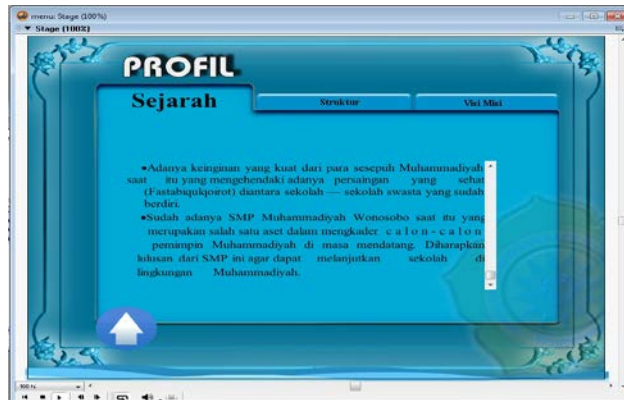 menu: Stage (100%)
Stage (100%)
PROFIL
Sejarah
Struktur
Visi Misi
•Adanya keinginan yang kuat dari para sesepuh Muhammadiyah
saat itu yang mengehendaki adanya persaingan yang sehat
(Fastabiqulqoirot) diantara sekolah — sekolah swasta yang sudah
berdiri.
•Sudah adanya SMP Muhammadiyah Wonosobo saat itu yang
merupakan salah satu aset dalam mengkader c a l o n - c a l o n
pemimpin Muhammadiyah di masa mendatang. Diharapkan
lulusan dari SMP ini agar dapat melanjutkan sekolah di
lingkungan Muhammadiyah.
100%